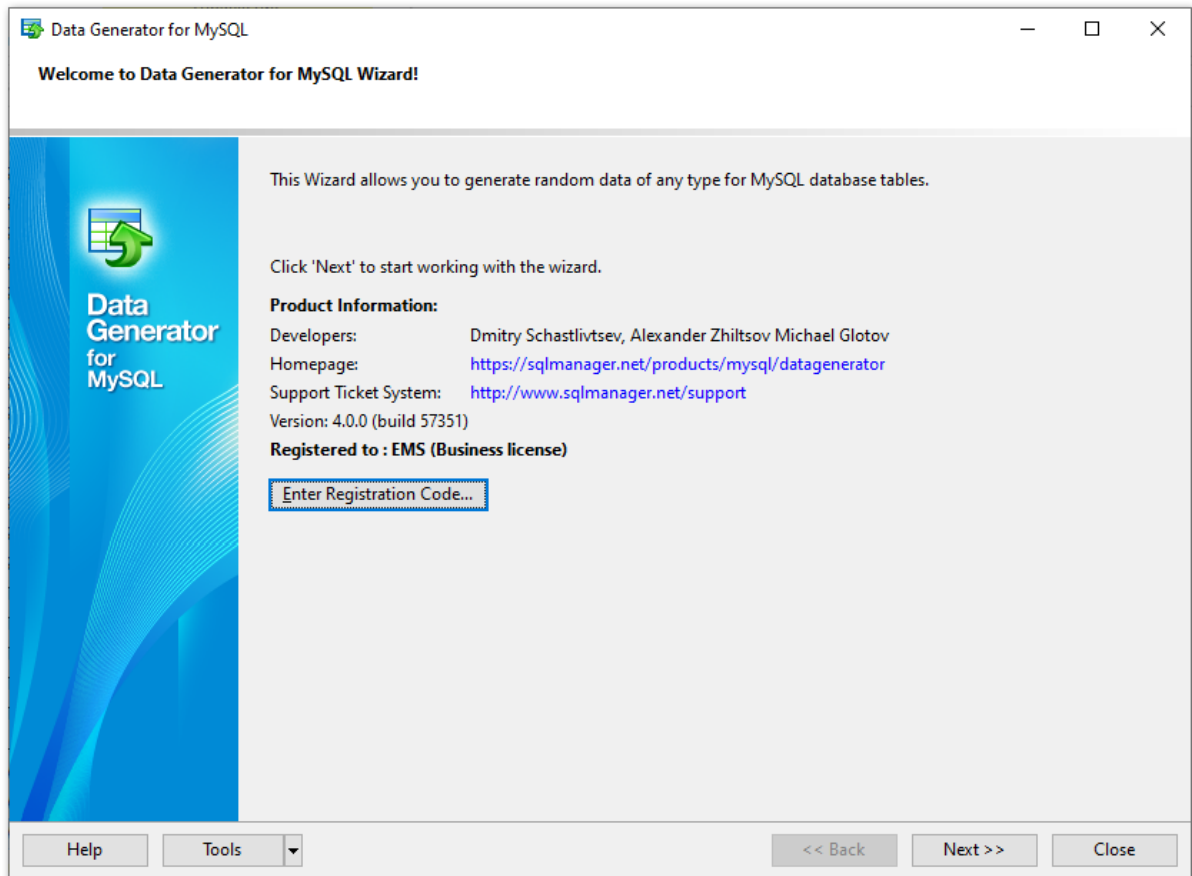 Data Generator for MySQL
Welcome to Data Generator for MySQL Wizard!
Data
Generator
for
MySQL
This Wizard allows you to generate random data of any type for MySQL database tables.
Click 'Next' to start working with the wizard.
Product Information:
Developers: Dmitry Schastlivtsev, Alexander Zhiltsov Michael Glotov
Homepage: https://sqlmanager.net/products/mysql/datagenerator
Support Ticket System: http://www.sqlmanager.net/support
Version: 4.0.0 (build 57351)
Registered to : EMS (Business license)
Enter Registration Code...
Help Tools << Back Next >> Close